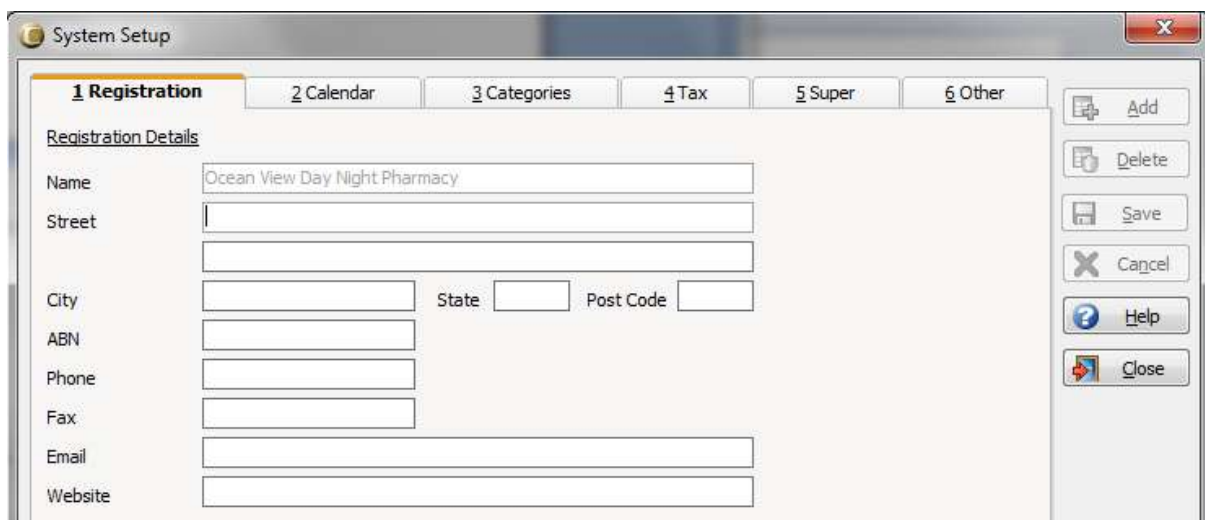 System Setup
1 Registration 2 Calendar 3 Categories 4 Tax 5 Super 6 Other
Registration Details
Name Ocean View Day Night Pharmacy
Street
City State Post Code
ABN
Phone
Fax
Email
Website
Add
Delete
Save
Cancel
Help
Close